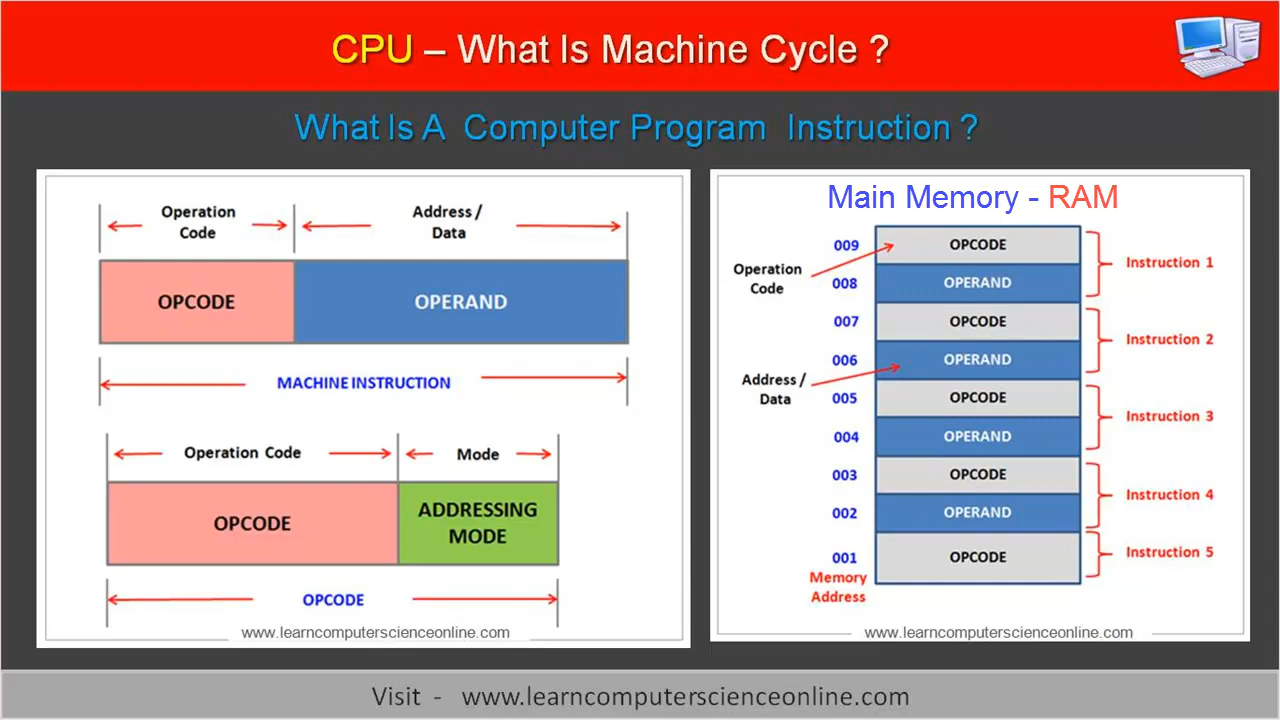 CPU – What Is Machine Cycle ?
What Is A Computer Program Instruction ?
Operation
Code
Address /
Data
OPCODE
OPERAND
MACHINE INSTRUCTION
Operation Code
Mode
OPCODE
ADDRESSING
MODE
OPCODE
www.learncomputerscienceonline.com
Main Memory - RAM
009
OPCODE
Operation
Code
Instruction 1
008
OPERAND
007
OPCODE
Instruction 2
006
OPERAND
Address /
Data
005
OPCODE
Instruction 3
004
OPERAND
003
OPCODE
Instruction 4
002
OPERAND
001
OPCODE
Instruction 5
Memory
Address
www.learncomputerscienceonline.com
Visit - www.learncomputerscienceonline.com